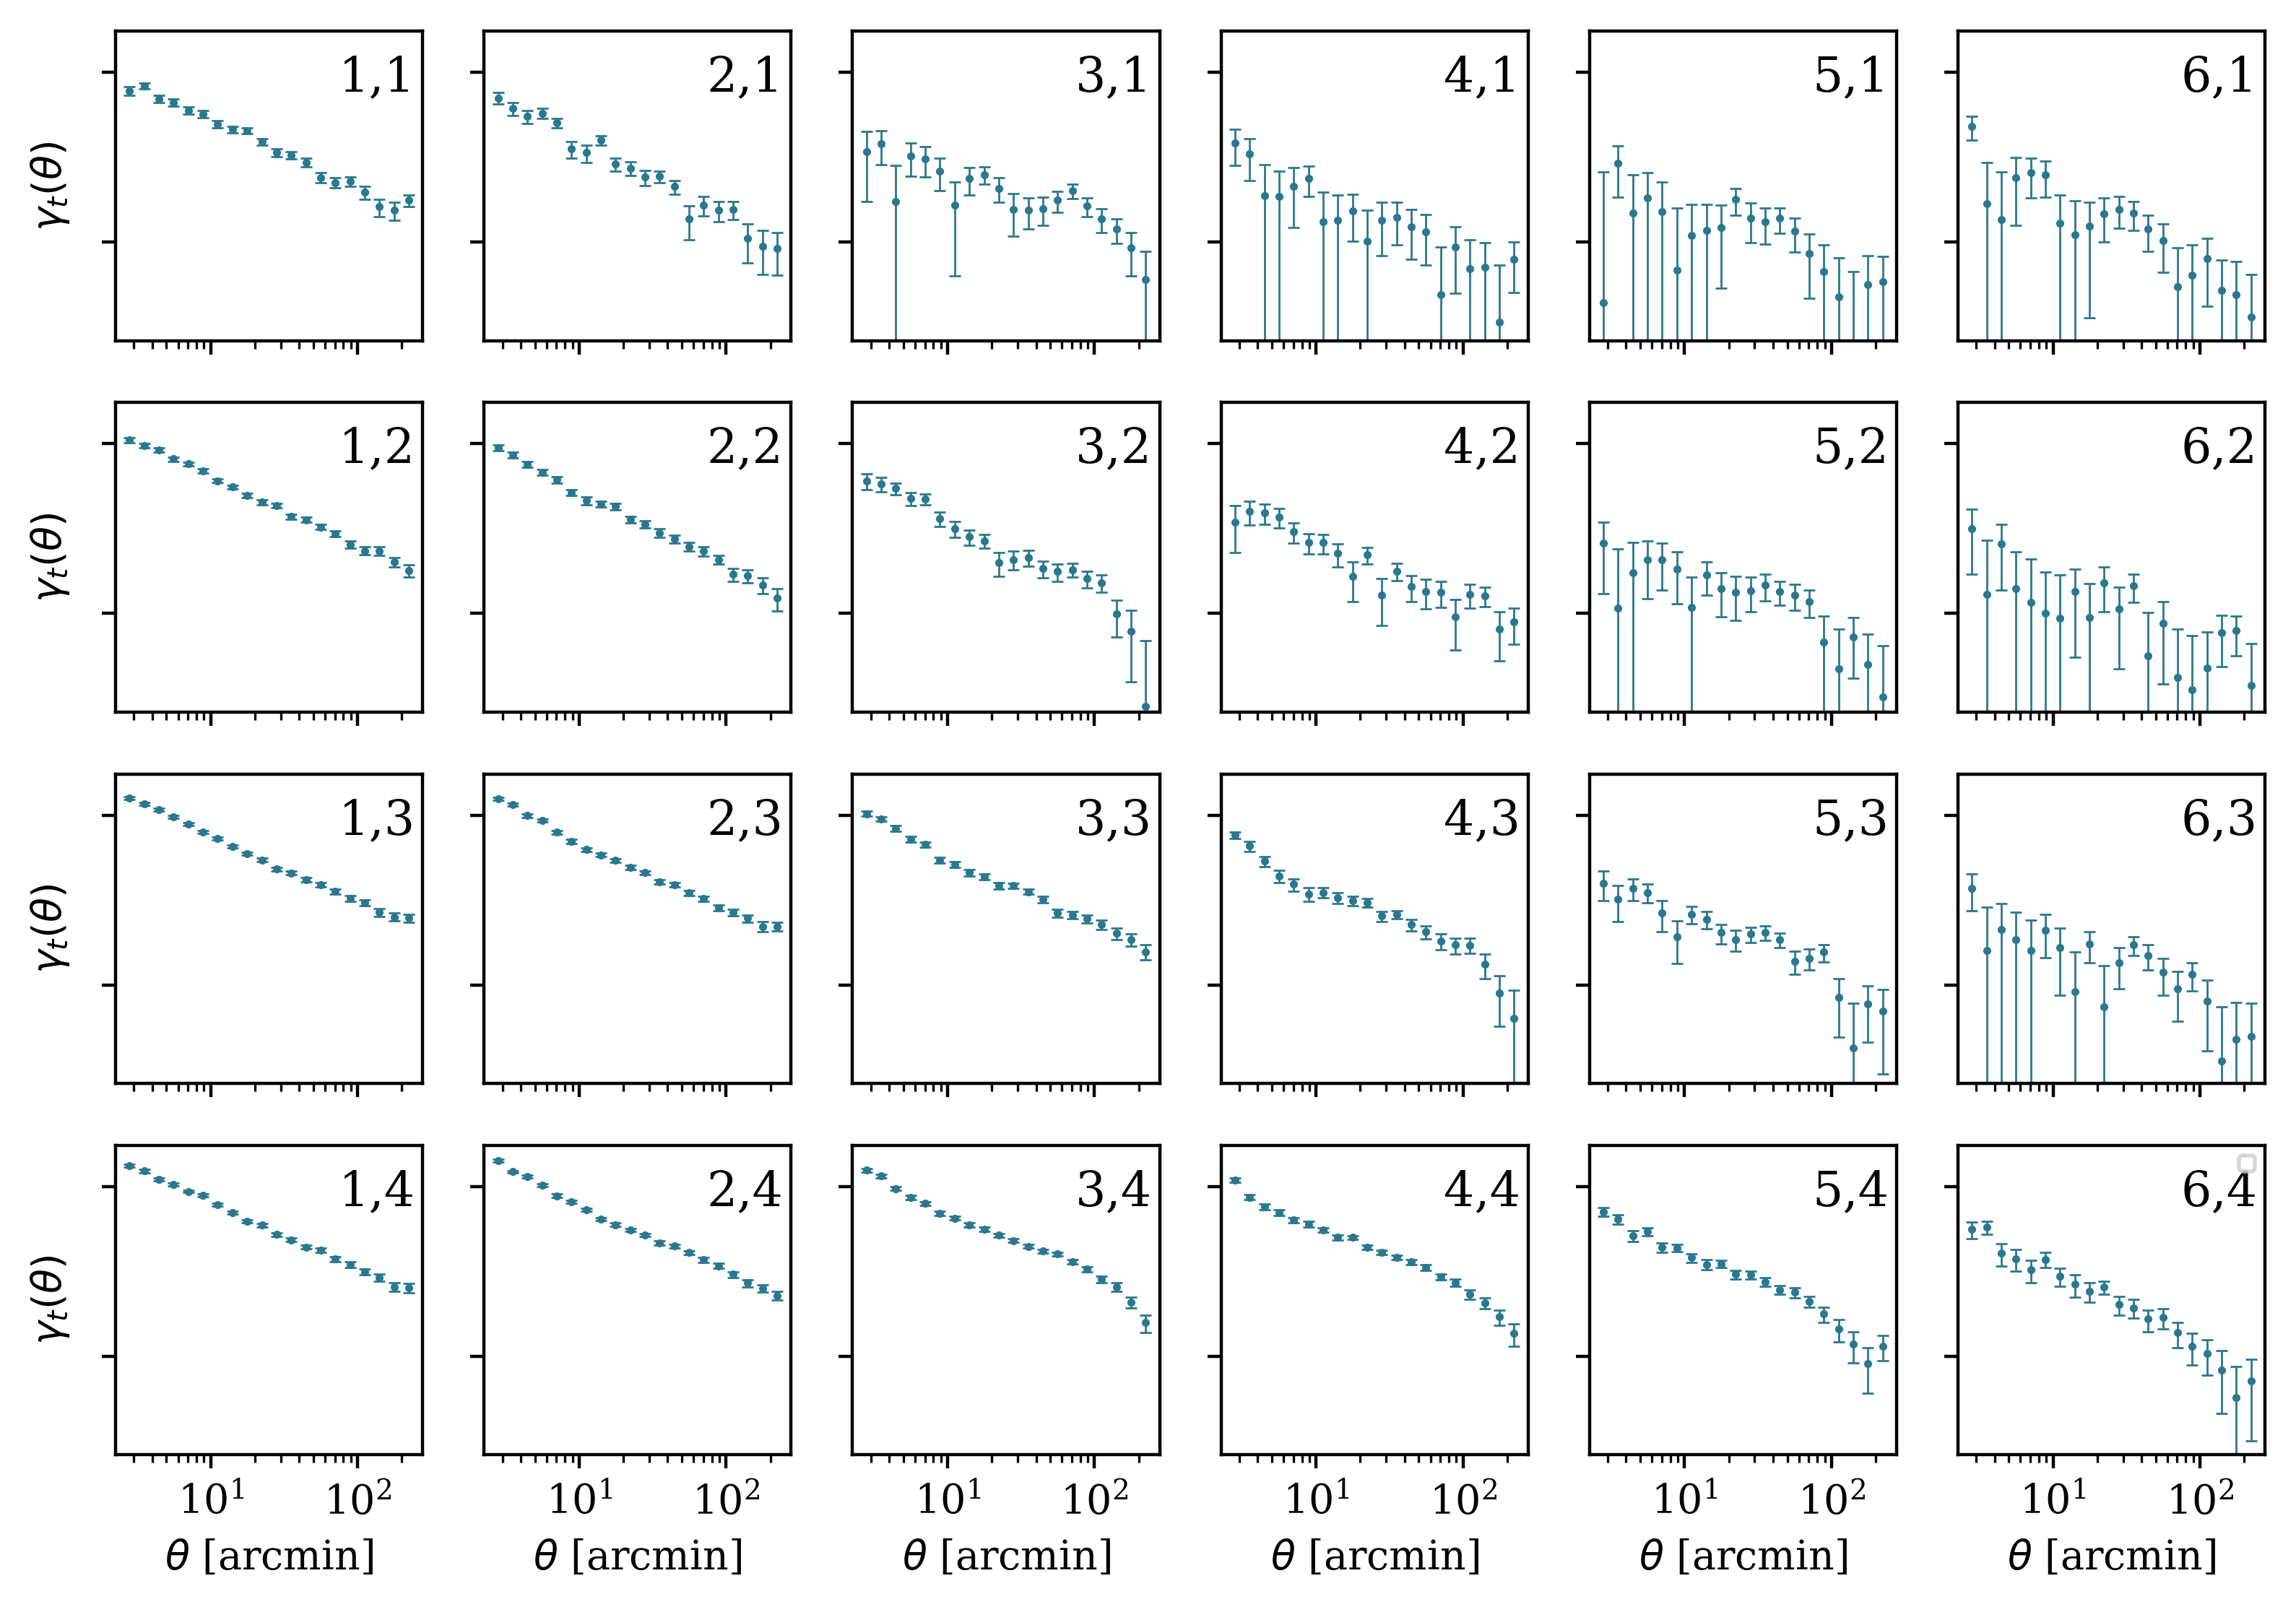 γt(θ) 1,1 2,1 3,1 4,1 5,1 6,1
γt(θ) 1,2 2,2 3,2 4,2 5,2 6,2
γt(θ) 1,3 2,3 3,3 4,3 5,3 6,3
γt(θ) 1,4 2,4 3,4 4,4 5,4 6,4
10¹ 10² 10¹ 10² 10¹ 10² 10¹ 10² 10¹ 10² 10¹ 10²
θ [arcmin] θ [arcmin] θ [arcmin] θ [arcmin] θ [arcmin] θ [arcmin]